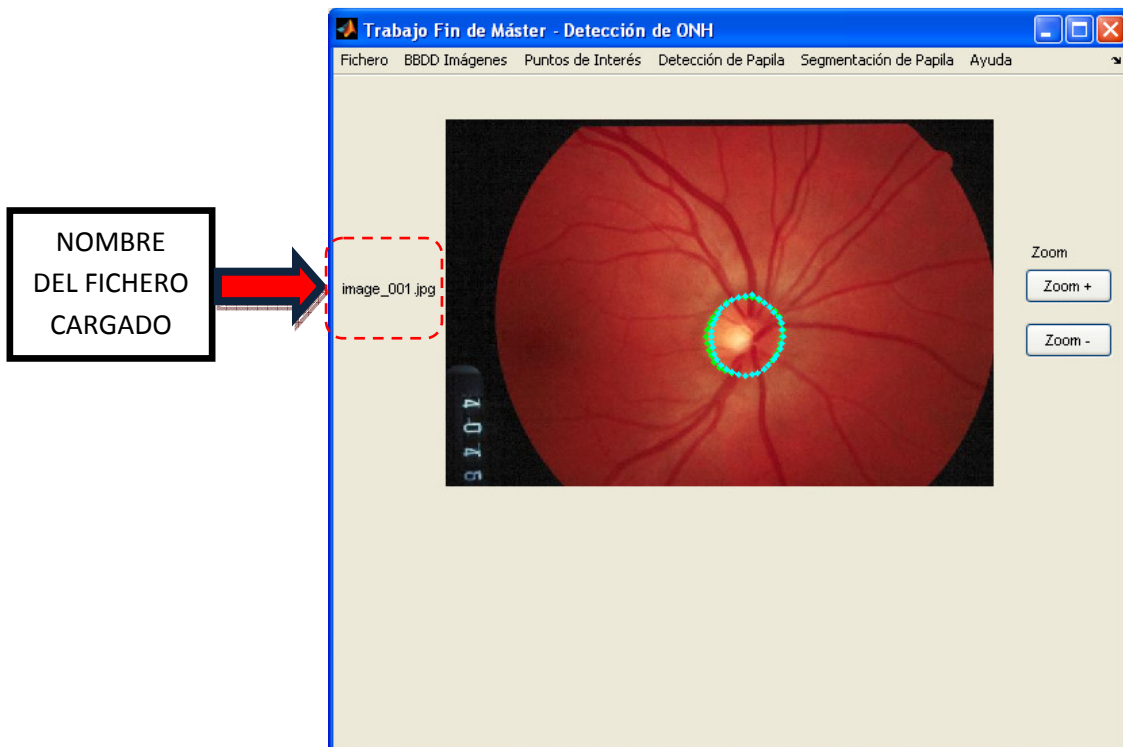 Trabajo Fin de Máster - Detección de ONH
Fichero BBDD Imágenes Puntos de Interés Detección de Papila Segmentación de Papila Ayuda
NOMBRE
DEL FICHERO
CARGADO
image_001.jpg
Zoom
Zoom +
Zoom -